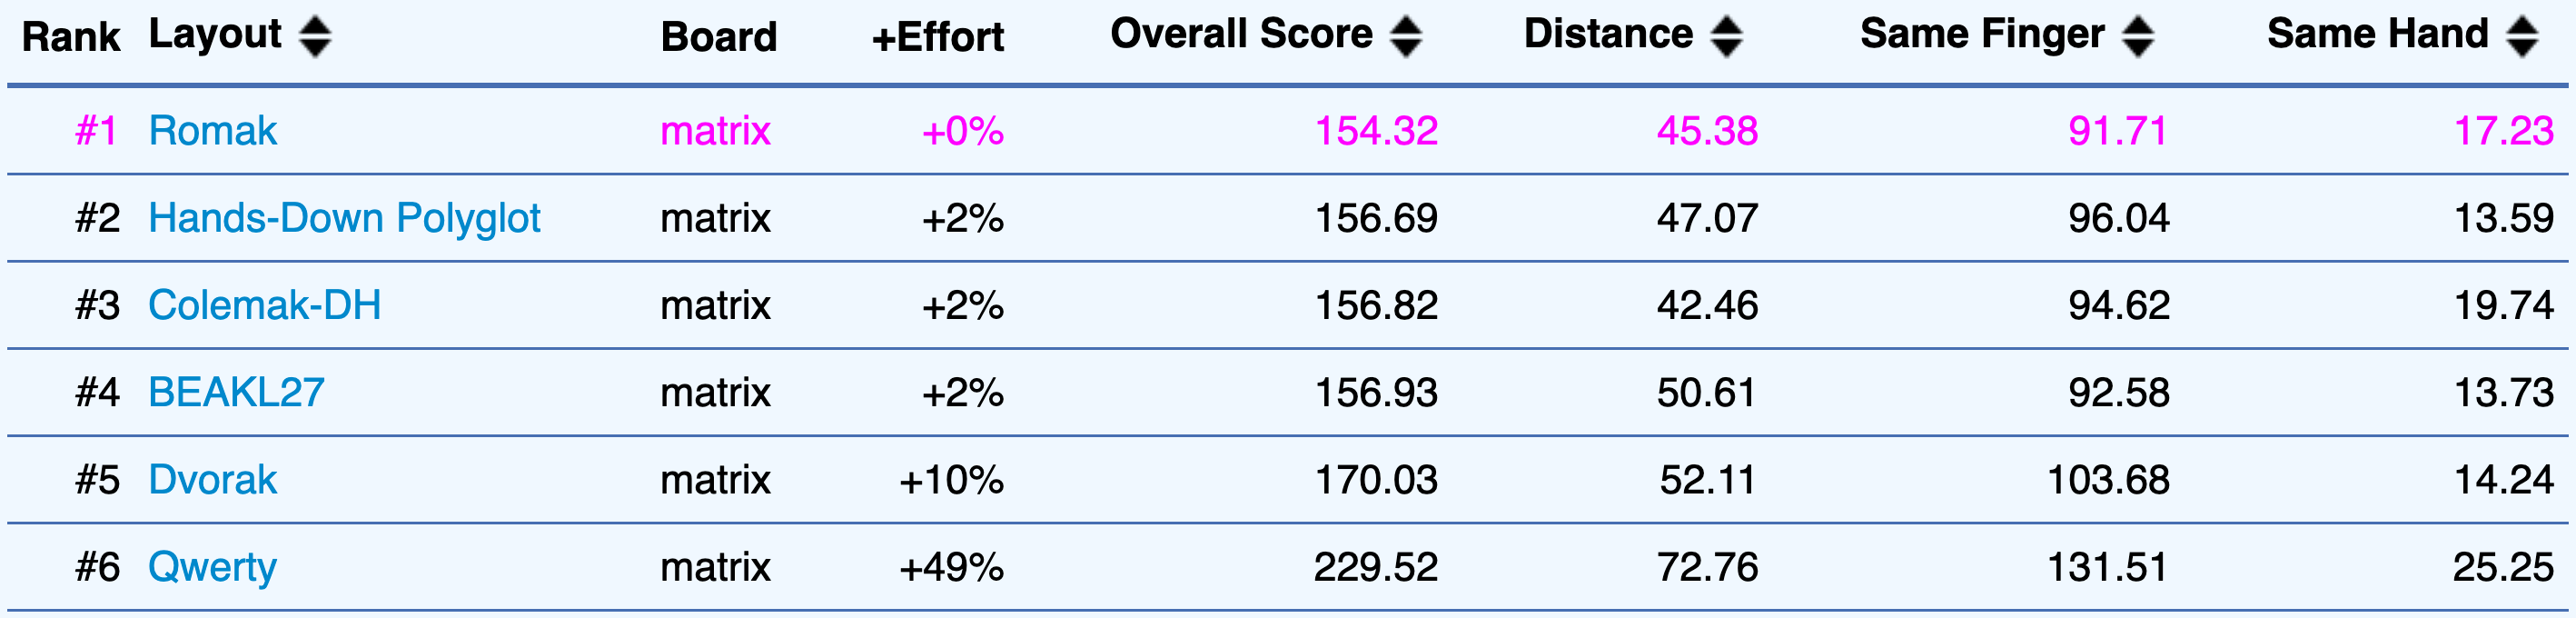 Rank Layout Board +Effort Overall Score Distance Same Finger Same Hand
#1 Romak matrix +0% 154.32 45.38 91.71 17.23
#2 Hands-Down Polyglot matrix +2% 156.69 47.07 96.04 13.59
#3 Colemak-DH matrix +2% 156.82 42.46 94.62 19.74
#4 BEAKL27 matrix +2% 156.93 50.61 92.58 13.73
#5 Dvorak matrix +10% 170.03 52.11 103.68 14.24
#6 Qwerty matrix +49% 229.52 72.76 131.51 25.25